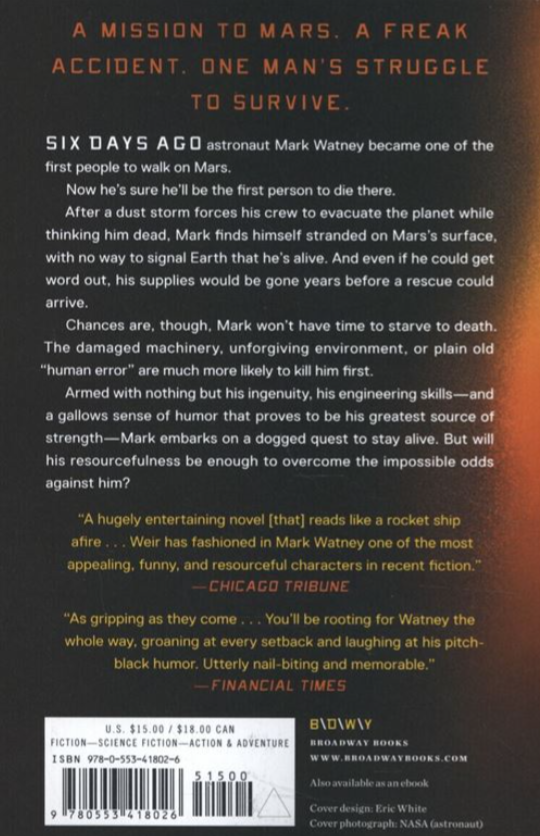 A MISSION TO MARS. A FREAK
ACCIDENT. ONE MAN'S STRUGGLE
TO SURVIVE.
SIX DAYS AGO astronaut Mark Watney became one of the
first people to walk on Mars.
Now he's sure he'll be the first person to die there.
After a dust storm forces his crew to evacuate the planet while
thinking him dead, Mark finds himself stranded on Mars's surface,
with no way to signal Earth that he's alive. And even if he could get
word out, his supplies would be gone years before a rescue could
arrive.
Chances are, though, Mark won't have time to starve to death.
The damaged machinery, unforgiving environment, or plain old
“human error” are much more likely to kill him first.
Armed with nothing but his ingenuity, his engineering skills—and
a gallows sense of humor that proves to be his greatest source of
strength—Mark embarks on a dogged quest to stay alive. But will
his resourcefulness be enough to overcome the impossible odds
against him?
“A hugely entertaining novel [that] reads like a rocket ship
afire . . . Weir has fashioned in Mark Watney one of the most
appealing, funny, and resourceful characters in recent fiction.”
—CHICAGO TRIBUNE
“As gripping as they come . . . You'll be rooting for Watney the
whole way, groaning at every setback and laughing at his pitch-
black humor. Utterly nail-biting and memorable.”
—FINANCIAL TIMES
U.S. $15.00 / $18.00 CAN
FICTION—SCIENCE FICTION—ACTION & ADVENTURE
ISBN 978-0-553-41802-6
51500
9 780553 418026
B\D\W\Y
BROADWAY BOOKS
WWW.BROADWAYBOOKS.COM
Also available as an ebook
Cover design: Eric White
Cover photograph: NASA (astronaut)